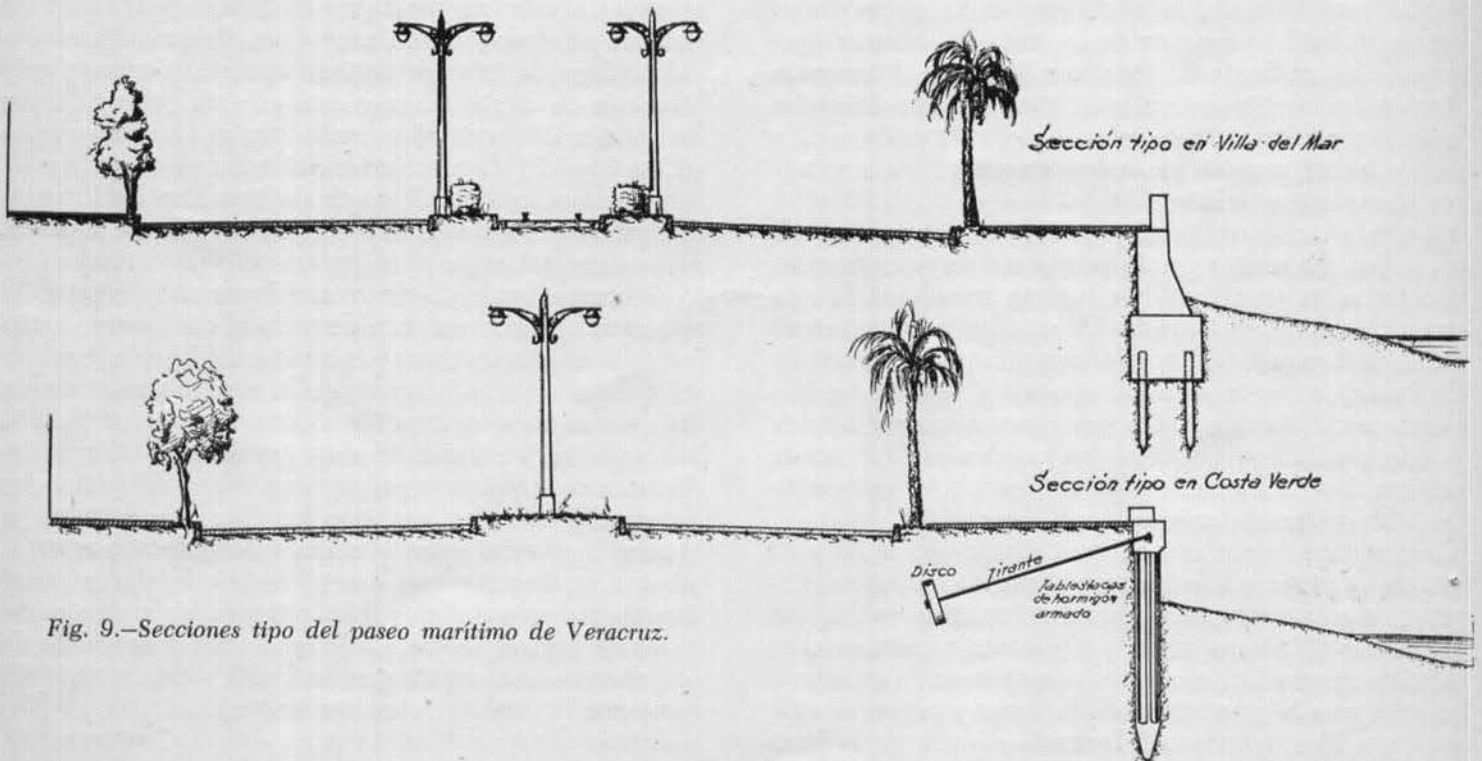 Sección tipo en Villa del Mar
Sección tipo en Costa Verde
Disco
Tirante
Tablestacas
de hormigón
armado
Fig. 9.—Secciones tipo del paseo marítimo de Veracruz.